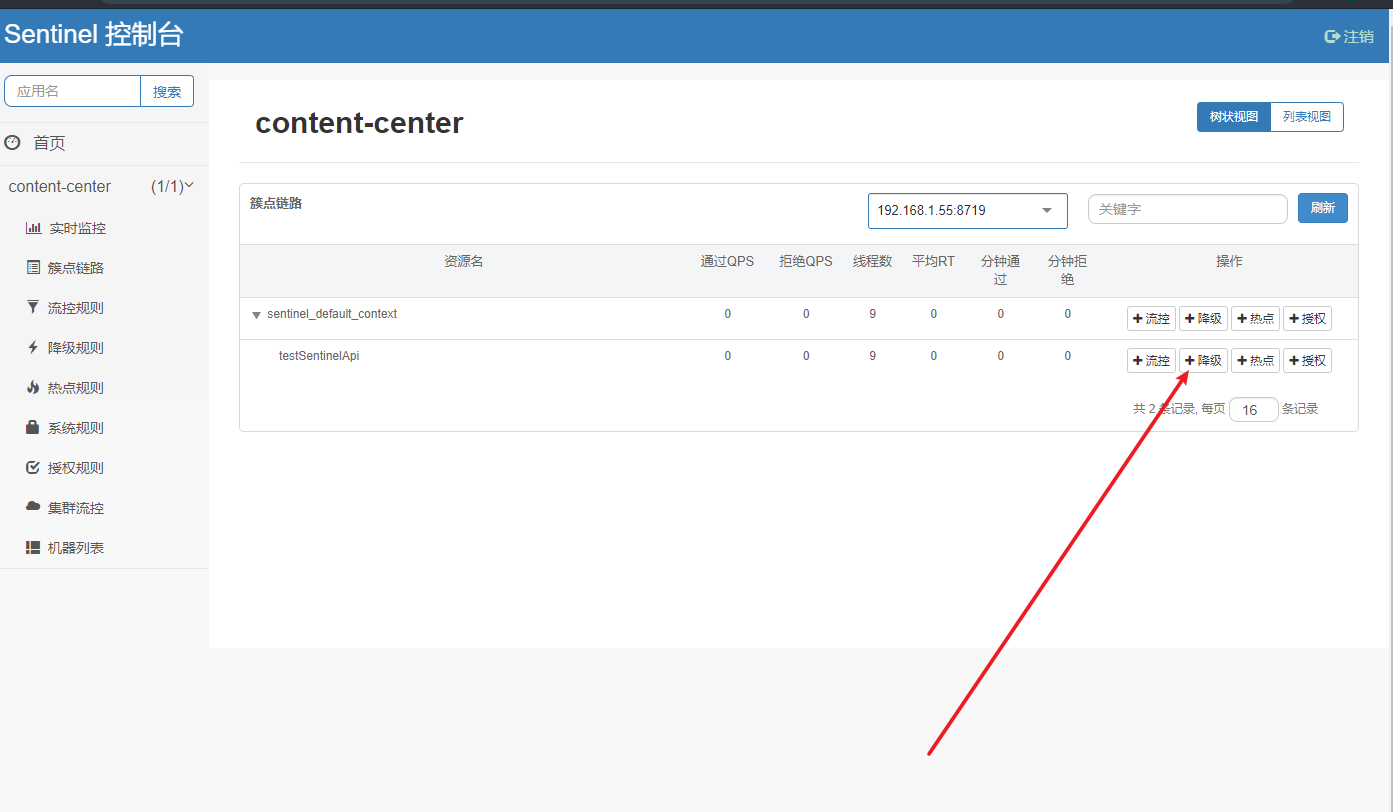 Sentinel 控制台
注销
应用名
搜索
首页
content-center (1/1)
实时监控
簇点链路
流控规则
降级规则
热点规则
系统规则
授权规则
集群流控
机器列表
content-center
树状视图 列表视图
簇点链路
192.168.1.55:8719
关键字
刷新
资源名 通过QPS 拒绝QPS 线程数 平均RT 分钟通过 分钟拒绝 操作
sentinel_default_context 0 0 9 0 0 0 流控 降级 热点 授权
testSentinelApi 0 0 9 0 0 0 流控 降级 热点 授权
共 2 条记录, 每页 16 条记录